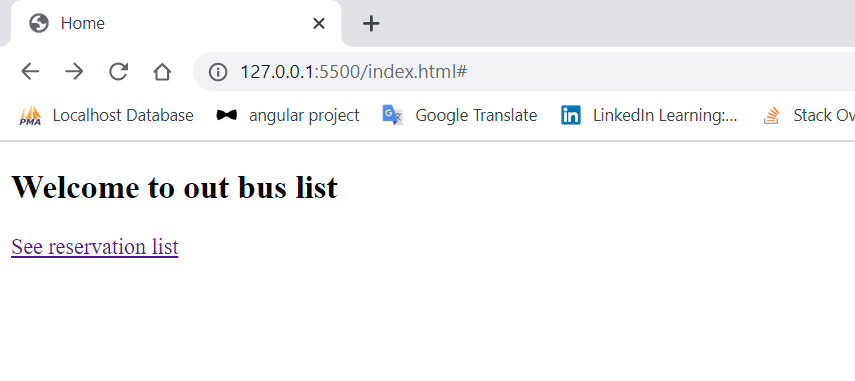 Home
127.0.0.1:5500/index.html#
PMA Localhost Database angular project Google Translate LinkedIn Learning:... Stack Ov
Welcome to out bus list
See reservation list